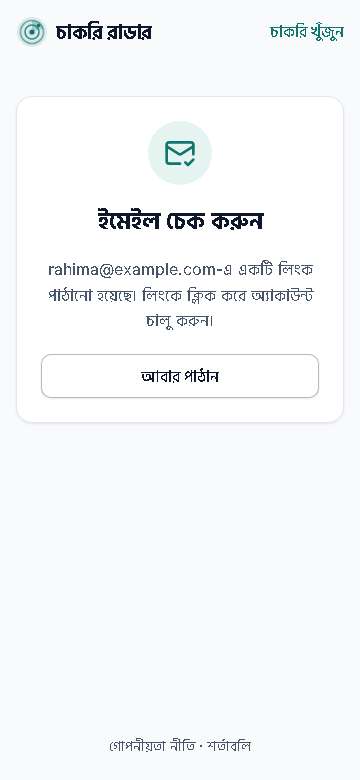 চাকরি রাডার
চাকরি খুঁজুন
ইমেইল চেক করুন
rahima@example.com-এ একটি লিংক
পাঠানো হয়েছে। লিংকে ক্লিক করে অ্যাকাউন্ট
চালু করুন।
আবার পাঠান
গোপনীয়তা নীতি · শর্তাবলি